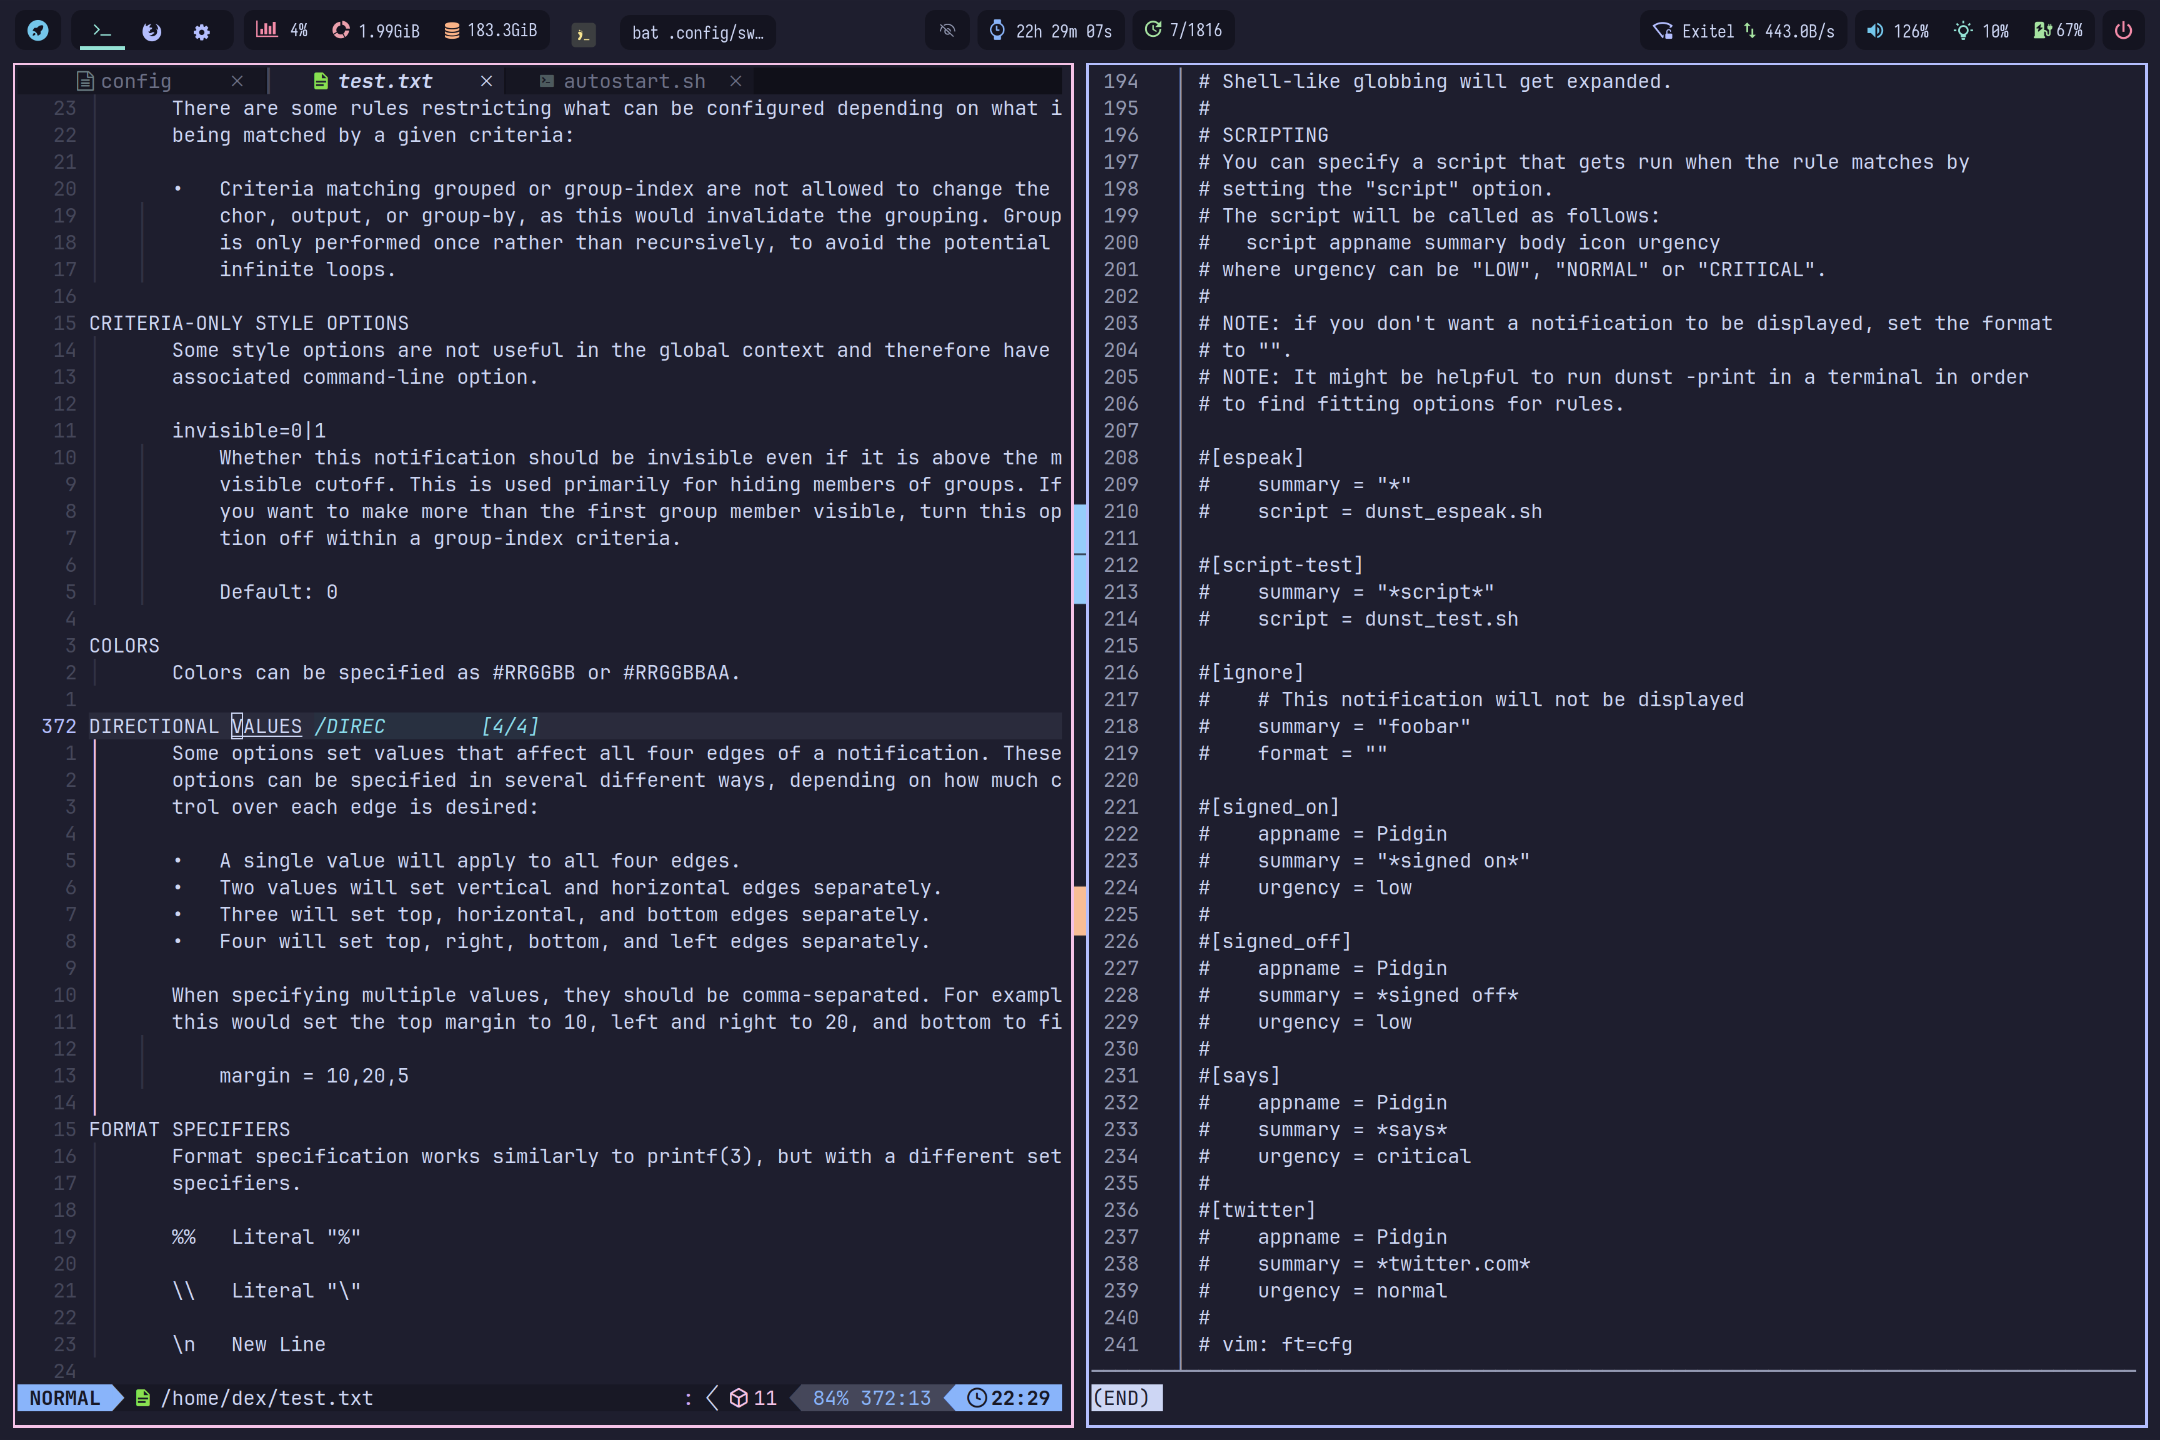 4% 1.99GiB 183.3GiB bat .config/sw… 22h 29m 07s 7/1816 Exitel 443.0B/s 126% 10% 67%
config × test.txt × autostart.sh ×
23 There are some rules restricting what can be configured depending on what i
22 being matched by a given criteria:
21
20 • Criteria matching grouped or group-index are not allowed to change the
19 chor, output, or group-by, as this would invalidate the grouping. Group
18 is only performed once rather than recursively, to avoid the potential
17 infinite loops.
16
15 CRITERIA-ONLY STYLE OPTIONS
14 Some style options are not useful in the global context and therefore have
13 associated command-line option.
12
11 invisible=0|1
10 Whether this notification should be invisible even if it is above the m
9 visible cutoff. This is used primarily for hiding members of groups. If
8 you want to make more than the first group member visible, turn this op
7 tion off within a group-index criteria.
6
5 Default: 0
4
3 COLORS
2 Colors can be specified as #RRGGBB or #RRGGBBAA.
1
372 DIRECTIONAL VALUES /DIREC [4/4]
1 Some options set values that affect all four edges of a notification. These
2 options can be specified in several different ways, depending on how much c
3 trol over each edge is desired:
4
5 • A single value will apply to all four edges.
6 • Two values will set vertical and horizontal edges separately.
7 • Three will set top, horizontal, and bottom edges separately.
8 • Four will set top, right, bottom, and left edges separately.
9
10 When specifying multiple values, they should be comma-separated. For exampl
11 this would set the top margin to 10, left and right to 20, and bottom to fi
12
13 margin = 10,20,5
14
15 FORMAT SPECIFIERS
16 Format specification works similarly to printf(3), but with a different set
17 specifiers.
18
19 %% Literal "%"
20
21 \\ Literal "\"
22
23 \n New Line
24
NORMAL /home/dex/test.txt : 11 84% 372:13 22:29
194 # Shell-like globbing will get expanded.
195 #
196 # SCRIPTING
197 # You can specify a script that gets run when the rule matches by
198 # setting the "script" option.
199 # The script will be called as follows:
200 #   script appname summary body icon urgency
201 # where urgency can be "LOW", "NORMAL" or "CRITICAL".
202 #
203 # NOTE: if you don't want a notification to be displayed, set the format
204 # to "".
205 # NOTE: It might be helpful to run dunst -print in a terminal in order
206 # to find fitting options for rules.
207
208 #[espeak]
209 #    summary = "*"
210 #    script = dunst_espeak.sh
211
212 #[script-test]
213 #    summary = "*script*"
214 #    script = dunst_test.sh
215
216 #[ignore]
217 #    # This notification will not be displayed
218 #    summary = "foobar"
219 #    format = ""
220
221 #[signed_on]
222 #    appname = Pidgin
223 #    summary = "*signed on*"
224 #    urgency = low
225 #
226 #[signed_off]
227 #    appname = Pidgin
228 #    summary = *signed off*
229 #    urgency = low
230 #
231 #[says]
232 #    appname = Pidgin
233 #    summary = *says*
234 #    urgency = critical
235 #
236 #[twitter]
237 #    appname = Pidgin
238 #    summary = *twitter.com*
239 #    urgency = normal
240 #
241 # vim: ft=cfg
(END)